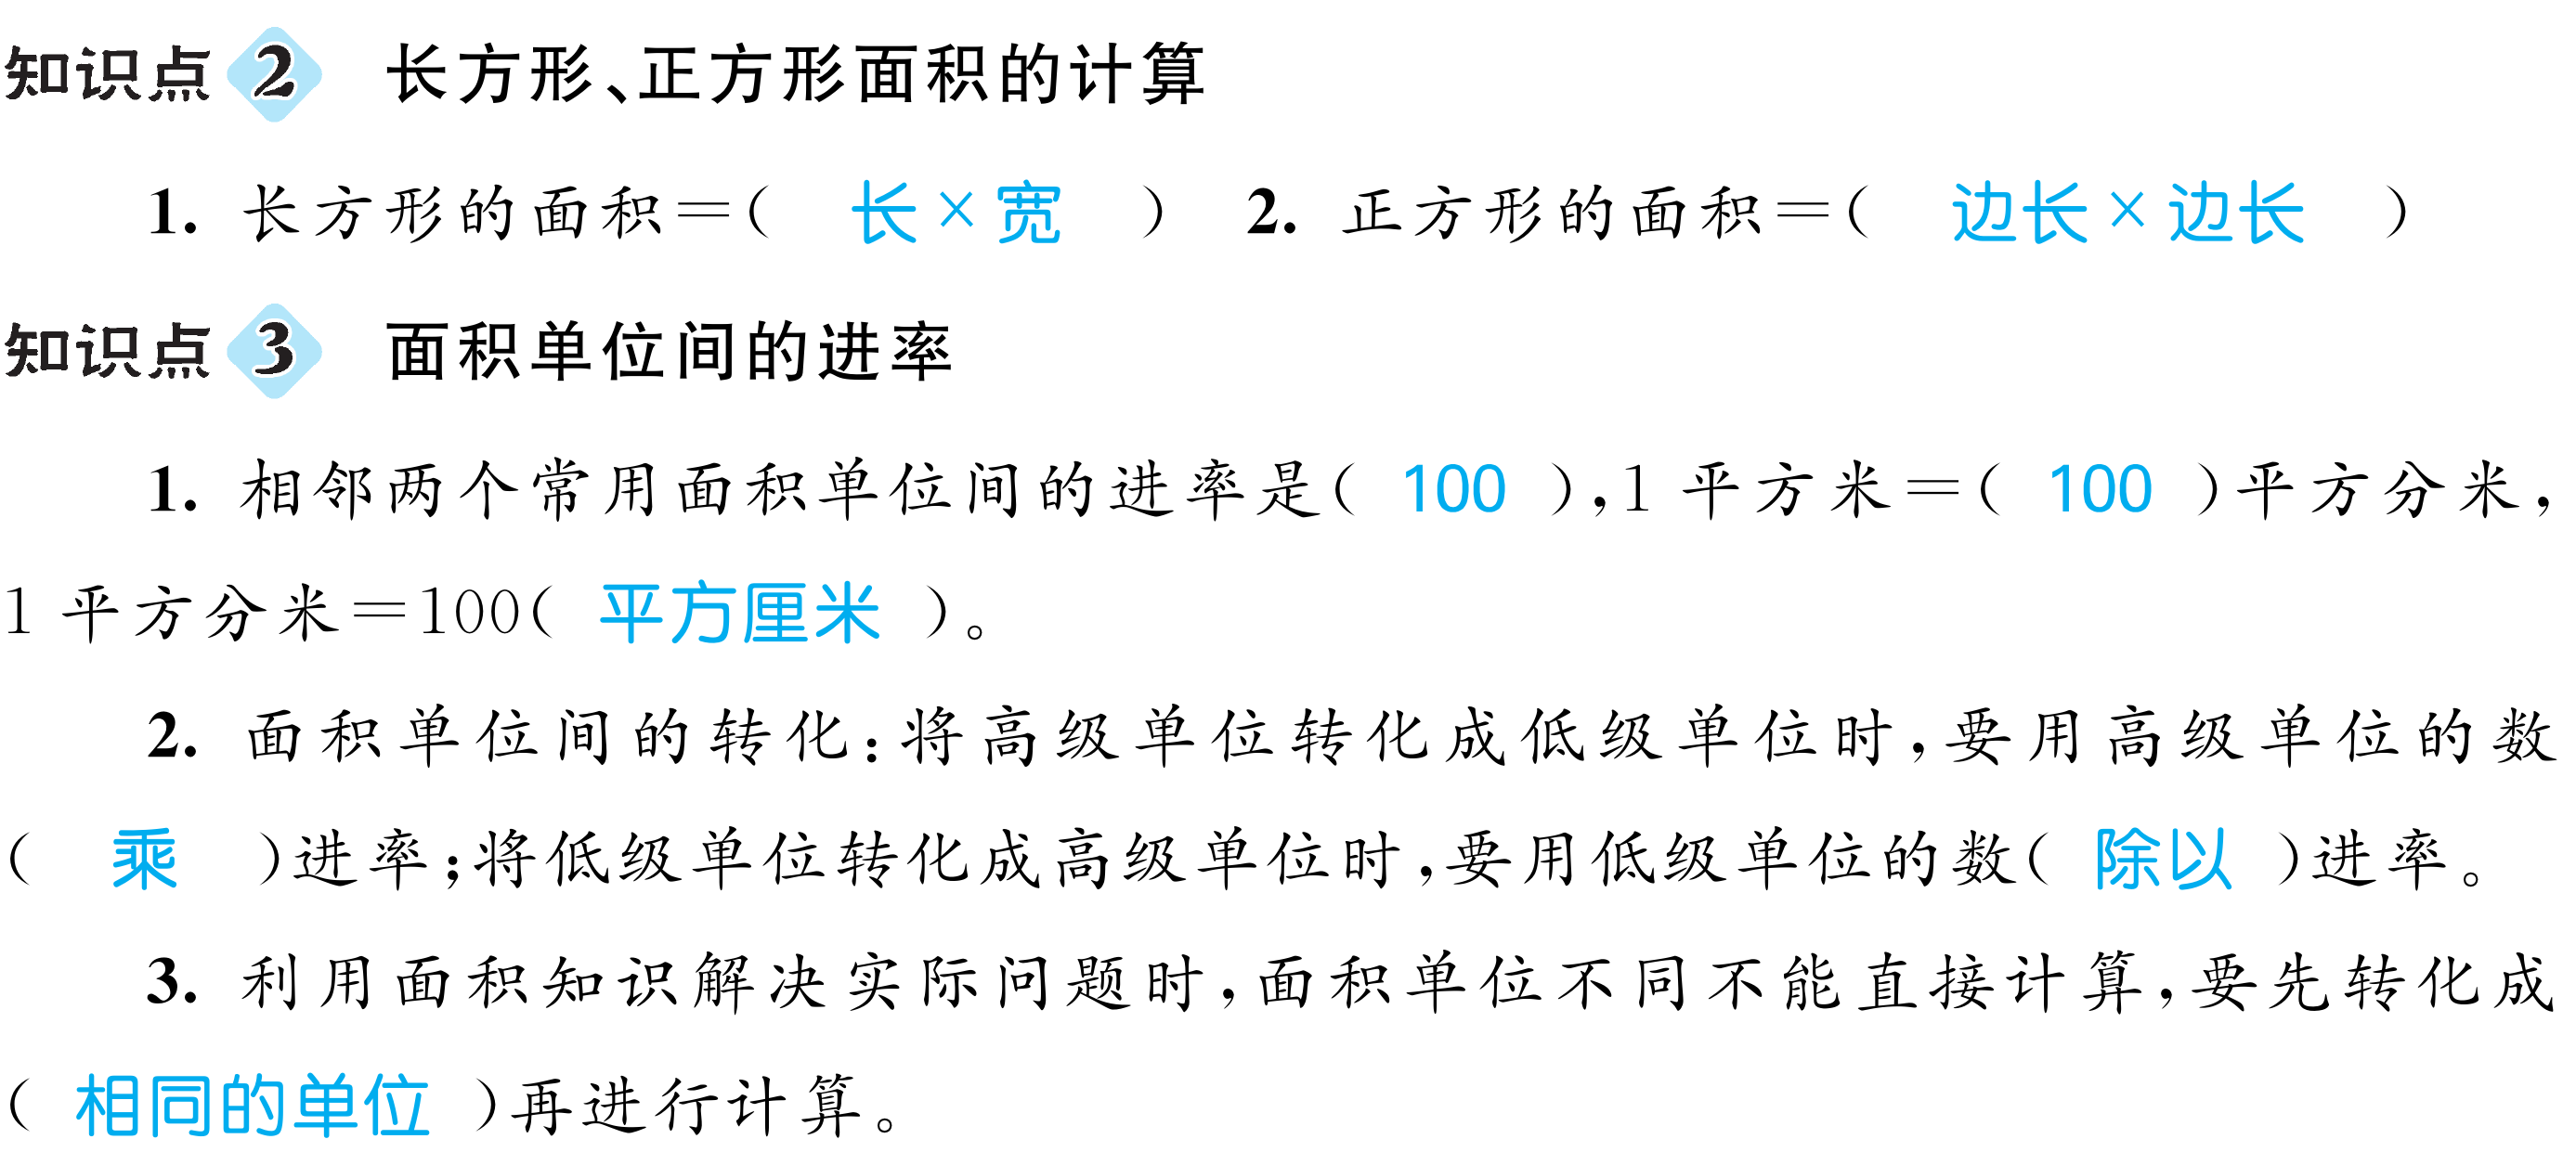 知识点 2 长方形、正方形面积的计算
1. 长方形的面积=( 长×宽 ) 2. 正方形的面积=( 边长×边长 )
知识点 3 面积单位间的进率
1. 相邻两个常用面积单位间的进率是( 100 ),1 平方米=( 100 )平方分米,
1 平方分米=100( 平方厘米 )。
2. 面积单位间的转化:将高级单位转化成低级单位时,要用高级单位的数
( 乘 )进率;将低级单位转化成高级单位时,要用低级单位的数( 除以 )进率。
3. 利用面积知识解决实际问题时,面积单位不同不能直接计算,要先转化成
( 相同的单位 )再进行计算。